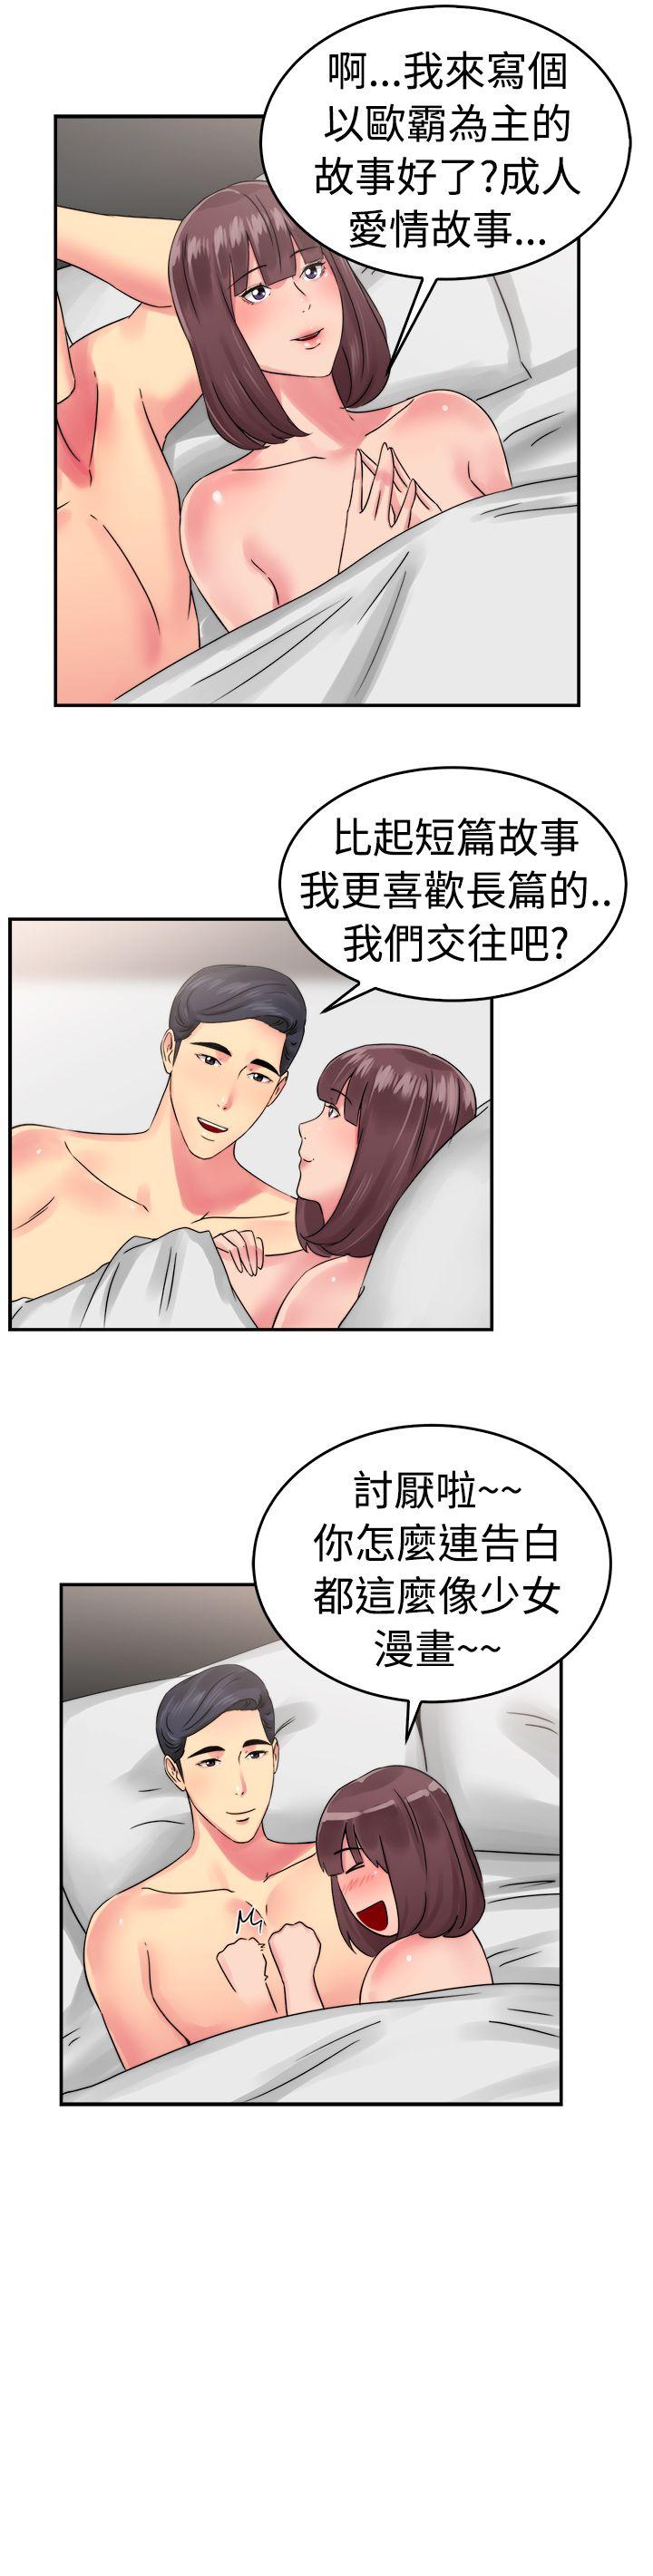 啊...我來寫個
以歐霸為主的
故事好了?成人
愛情故事...
比起短篇故事
我更喜歡長篇的..
我們交往吧?
討厭啦~~
你怎麼連告白
都這麼像少女
漫畫~~